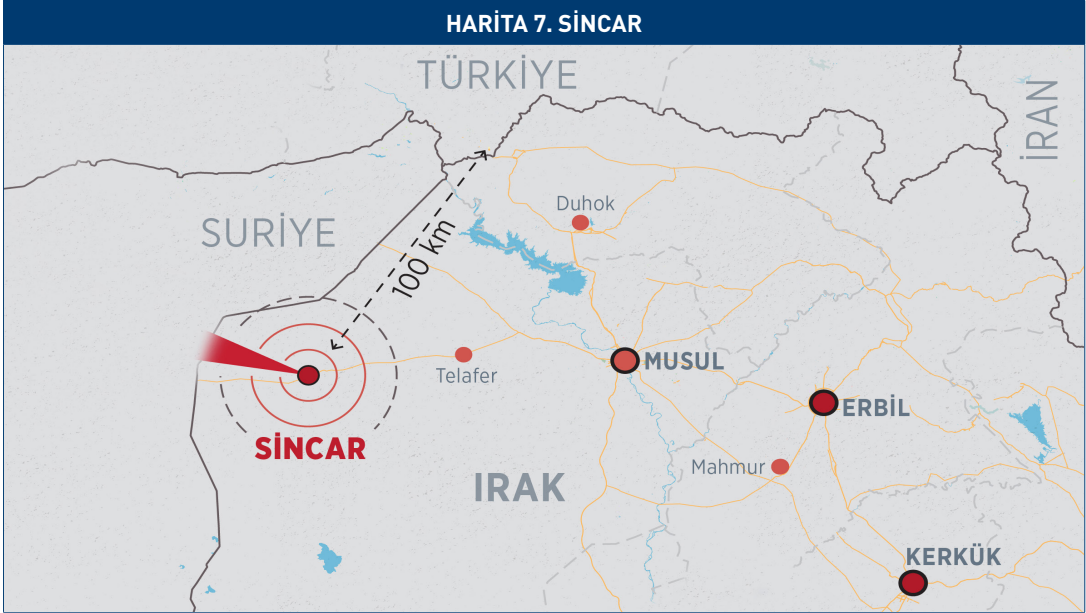 HARİTA 7. SİNCAR
TÜRKİYE
İRAN
SURİYE
Duhok
100 km
Telafer
MUSUL
ERBİL
SİNCAR
Mahmur
IRAK
KERKÜK